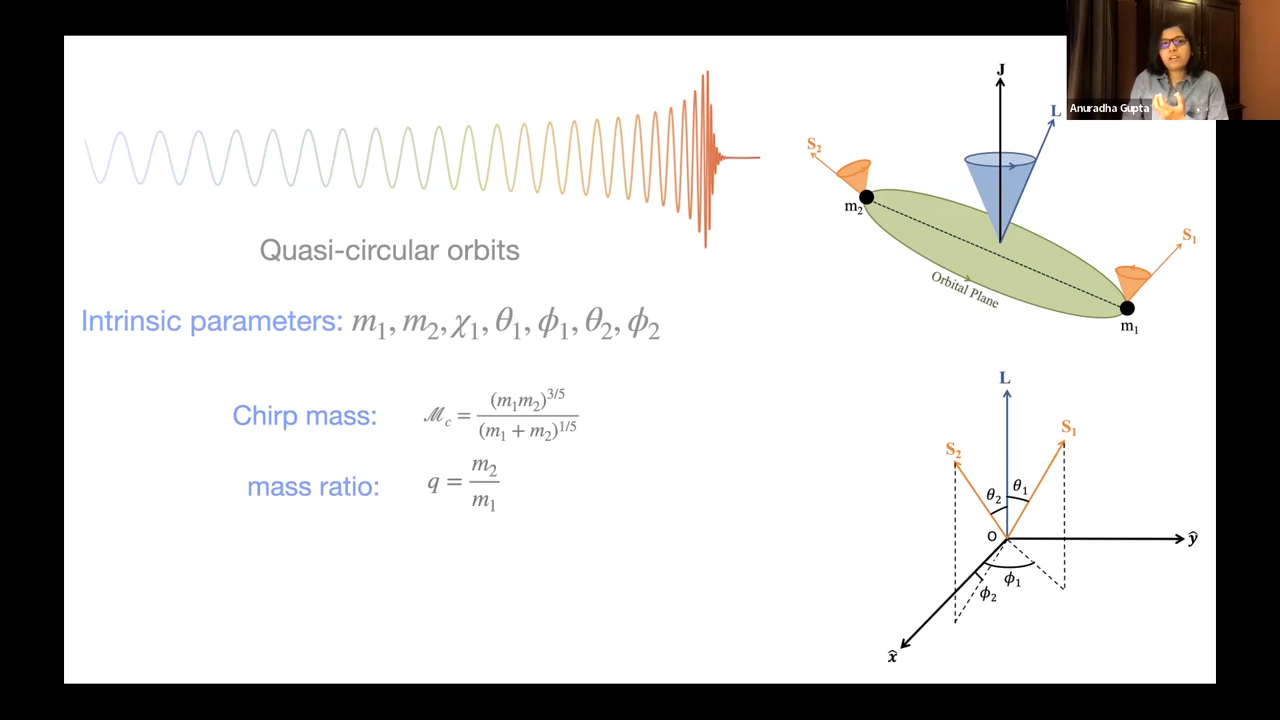 Anuradha Gupta
Quasi-circular orbits
Intrinsic parameters: m₁, m₂, χ₁, θ₁, ϕ₁, θ₂, ϕ₂
Chirp mass: ℳ_c = (m₁m₂)^{3/5} / (m₁ + m₂)^{1/5}
mass ratio: q = m₂ / m₁
J
L
S₂
m₂
S₁
Orbital Plane
m₁
L
S₁
S₂
θ₂
θ₁
O
ŷ
ϕ₁
ϕ₂
x̂